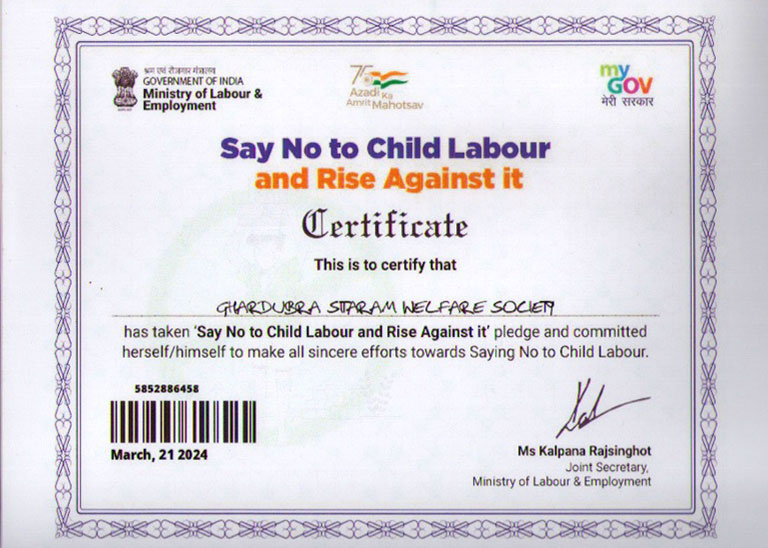 श्रम एवं रोजगार मंत्रालय
GOVERNMENT OF INDIA
Ministry of Labour &
Employment
75
Azadi Ka
Amrit Mahotsav
my
GOV
मेरी सरकार
Say No to Child Labour
and Rise Against it
Certificate
This is to certify that
GHARDUBRA SITARAM WELFARE SOCIETY
has taken ‘Say No to Child Labour and Rise Against it’ pledge and committed
herself/himself to make all sincere efforts towards Saying No to Child Labour.
5852886458
March, 21 2024
Ms Kalpana Rajsinghot
Joint Secretary,
Ministry of Labour & Employment